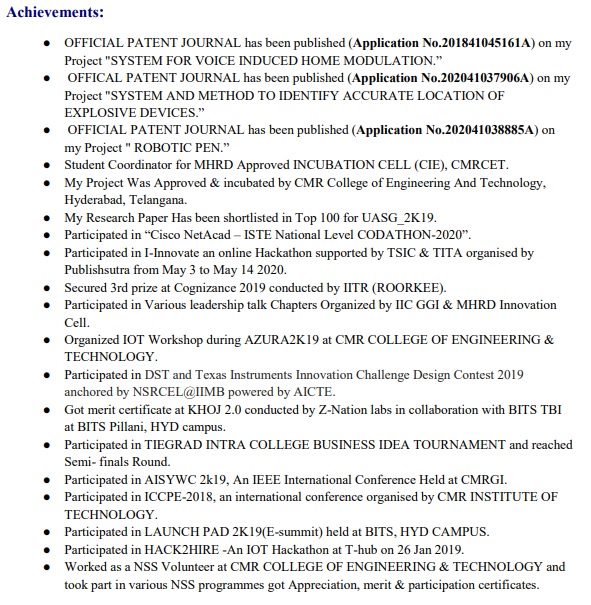 Achievements:
● OFFICIAL PATENT JOURNAL has been published (Application No.201841045161A) on my
Project "SYSTEM FOR VOICE INDUCED HOME MODULATION.”
● OFFICAL PATENT JOURNAL has been published (Application No.202041037906A) on my
Project "SYSTEM AND METHOD TO IDENTIFY ACCURATE LOCATION OF
EXPLOSIVE DEVICES.”
● OFFICIAL PATENT JOURNAL has been published (Application No.202041038885A) on
my Project " ROBOTIC PEN.”
● Student Coordinator for MHRD Approved INCUBATION CELL (CIE), CMRCET.
● My Project Was Approved & incubated by CMR College of Engineering And Technology,
Hyderabad, Telangana.
● My Research Paper Has been shortlisted in Top 100 for UASG_2K19.
● Participated in “Cisco NetAcad – ISTE National Level CODATHON-2020”.
● Participated in I-Innovate an online Hackathon supported by TSIC & TITA organised by
Publishsutra from May 3 to May 14 2020.
● Secured 3rd prize at Cognizance 2019 conducted by IITR (ROORKEE).
● Participated in Various leadership talk Chapters Organized by IIC GGI & MHRD Innovation
Cell.
● Organized IOT Workshop during AZURA2K19 at CMR COLLEGE OF ENGINEERING &
TECHNOLOGY.
● Participated in DST and Texas Instruments Innovation Challenge Design Contest 2019
anchored by NSRCEL@IIMB powered by AICTE.
● Got merit certificate at KHOJ 2.0 conducted by Z-Nation labs in collaboration with BITS TBI
at BITS Pillani, HYD campus.
● Participated in TIEGRAD INTRA COLLEGE BUSINESS IDEA TOURNAMENT and reached
Semi- finals Round.
● Participated in AISYWC 2k19, An IEEE International Conference Held at CMRGI.
● Participated in ICCPE-2018, an international conference organised by CMR INSTITUTE OF
TECHNOLOGY.
● Participated in LAUNCH PAD 2K19(E-summit) held at BITS, HYD CAMPUS.
● Participated in HACK2HIRE -An IOT Hackathon at T-hub on 26 Jan 2019.
● Worked as a NSS Volunteer at CMR COLLEGE OF ENGINEERING & TECHNOLOGY and
took part in various NSS programmes got Appreciation, merit & participation certificates.